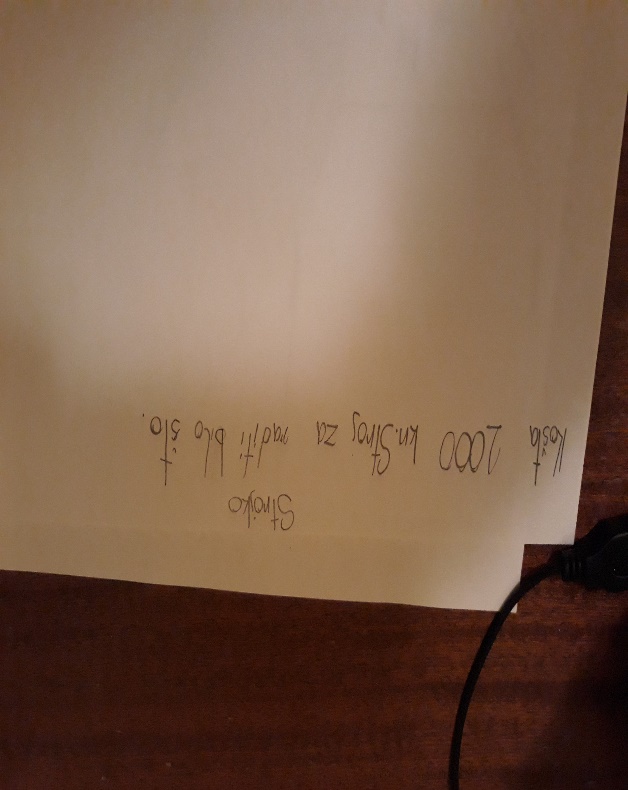 Strojko
Košta 2000 kn. Stroj za raditi bilo što.